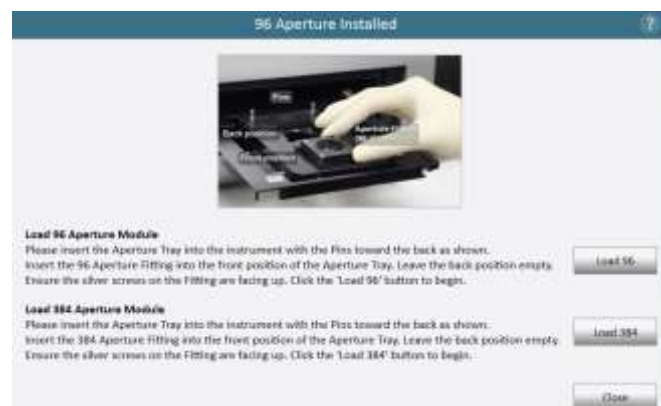 96 Aperture Installed
?
Pins
Back position
Front position
Aperture
Load 96 Aperture Module
Please insert the Aperture Tray into the instrument with the Pins toward the back as shown.
Insert the 96 Aperture Fitting into the front position of the Aperture Tray. Leave the back position empty.
Ensure the silver screws on the Fitting are facing up. Click the 'Load 96' button to begin.
Load 96
Load 384 Aperture Module
Please insert the Aperture Tray into the instrument with the Pins toward the back as shown.
Insert the 384 Aperture Fitting into the front position of the Aperture Tray. Leave the back position empty.
Ensure the silver screws on the Fitting are facing up. Click the 'Load 384' button to begin.
Load 384
Close